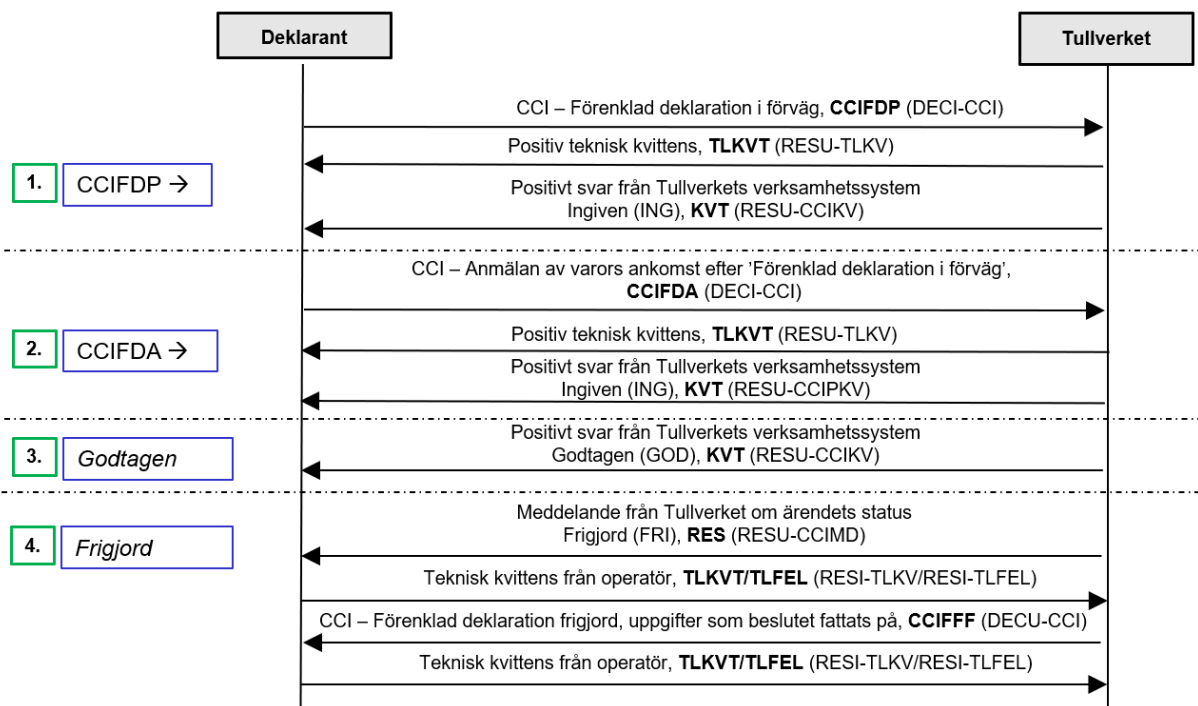 Deklarant
Tullverket
CCI – Förenklad deklaration i förväg, CCIFDP (DECI-CCI)
Positiv teknisk kvittens, TLKVT (RESU-TLKV)
1.
CCIFDP →
Positivt svar från Tullverkets verksamhetssystem
Ingiven (ING), KVT (RESU-CCIKV)
CCI – Anmälan av varors ankomst efter 'Förenklad deklaration i förväg',
CCIFDA (DECI-CCI)
2.
CCIFDA →
Positiv teknisk kvittens, TLKVT (RESU-TLKV)
Positivt svar från Tullverkets verksamhetssystem
Ingiven (ING), KVT (RESU-CCIPKV)
3.
Godtagen
Positivt svar från Tullverkets verksamhetssystem
Godtagen (GOD), KVT (RESU-CCIKV)
4.
Frigjord
Meddelande från Tullverket om ärendets status
Frigjord (FRI), RES (RESU-CCIMD)
Teknisk kvittens från operatör, TLKVT/TLFEL (RESI-TLKV/RESI-TLFEL)
CCI – Förenklad deklaration frigjord, uppgifter som beslutet fattats på, CCIFFF (DECU-CCI)
Teknisk kvittens från operatör, TLKVT/TLFEL (RESI-TLKV/RESI-TLFEL)